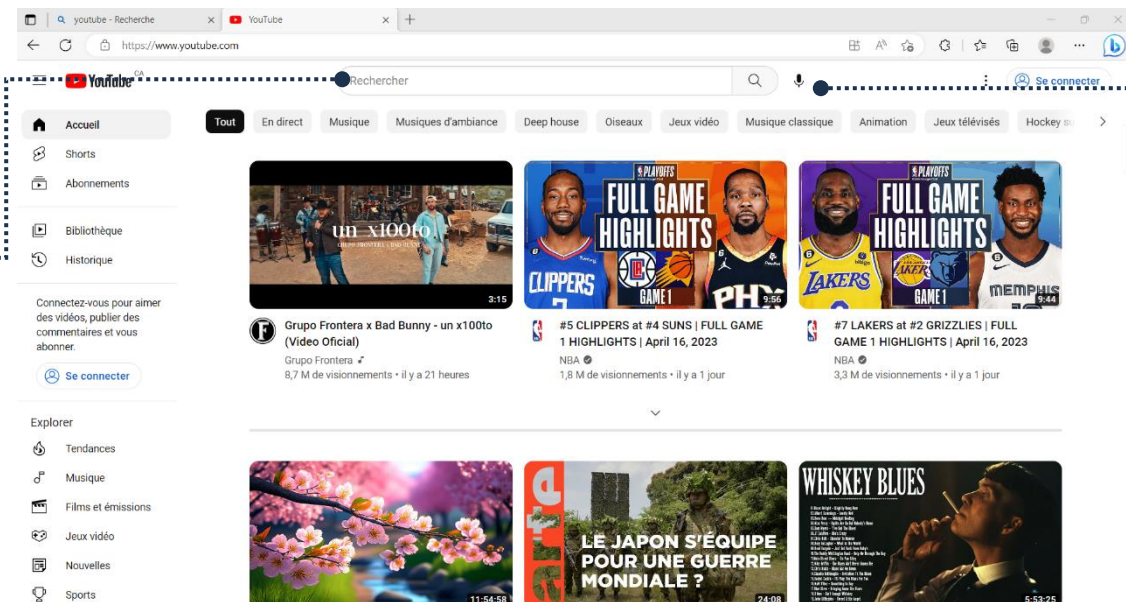 youtube - Recherche
YouTube
https://www.youtube.com
YouTube CA
Rechercher
Se connecter
Accueil
Shorts
Abonnements
Bibliothèque
Historique
Connectez-vous pour aimer
des vidéos, publier des
commentaires et vous
abonner.
Se connecter
Explorer
Tendances
Musique
Films et émissions
Jeux vidéo
Nouvelles
Sports
Tout
En direct
Musique
Musiques d'ambiance
Deep house
Oiseaux
Jeux vidéo
Musique classique
Animation
Jeux télévisés
Hockey su
un x100to
GRUPO FRONTERA x BAD BUNNY
3:15
Grupo Frontera x Bad Bunny - un x100to
(Video Oficial)
Grupo Frontera
8,7 M de visionnements • il y a 21 heures
PLAYOFFS
FULL GAME
HIGHLIGHTS
CLIPPERS
PHX
GAME 1
9:56
#5 CLIPPERS at #4 SUNS | FULL GAME
1 HIGHLIGHTS | April 16, 2023
NBA
1,8 M de visionnements • il y a 1 jour
PLAYOFFS
FULL GAME
HIGHLIGHTS
LAKERS
LAKERS
MEMPHIS
GAME 1
9:44
#7 LAKERS at #2 GRIZZLIES | FULL
GAME 1 HIGHLIGHTS | April 16, 2023
NBA
3,3 M de visionnements • il y a 1 jour
11:54:58
arte
LE JAPON S'ÉQUIPE
POUR UNE GUERRE
MONDIALE ?
24:08
WHISKEY BLUES
5:53:25